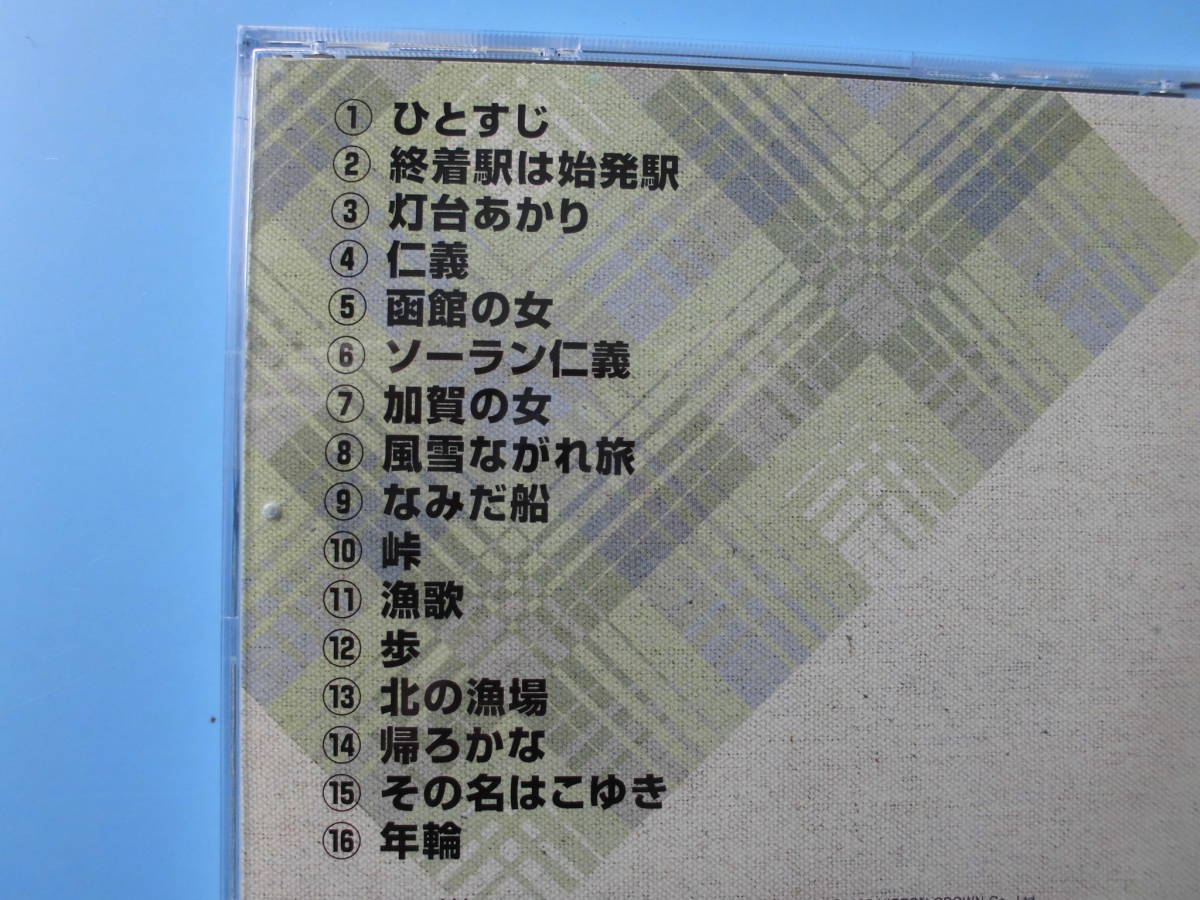 ① ひとすじ
② 終着駅は始発駅
③ 灯台あかり
④ 仁義
⑤ 函館の女
⑥ ソーラン仁義
⑦ 加賀の女
⑧ 風雪ながれ旅
⑨ なみだ船
⑩ 峠
⑪ 漁歌
⑫ 歩
⑬ 北の漁場
⑭ 帰ろかな
⑮ その名はこゆき
⑯ 年輪
CROWN Co., Ltd